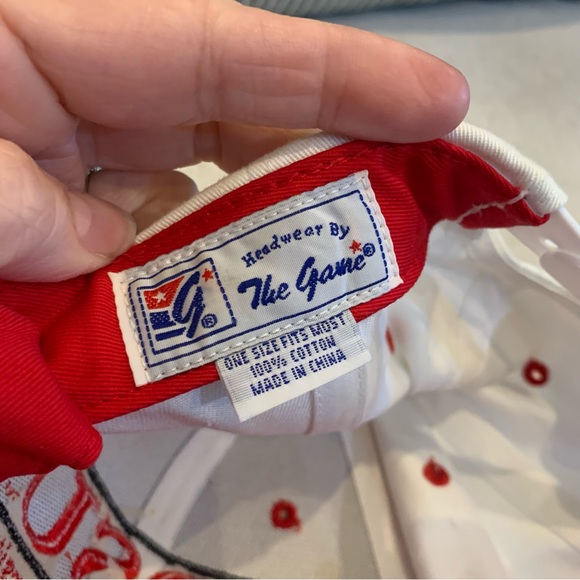 Headwear By
The Game®
G®
ONE SIZE FITS MOST
100% COTTON
MADE IN CHINA